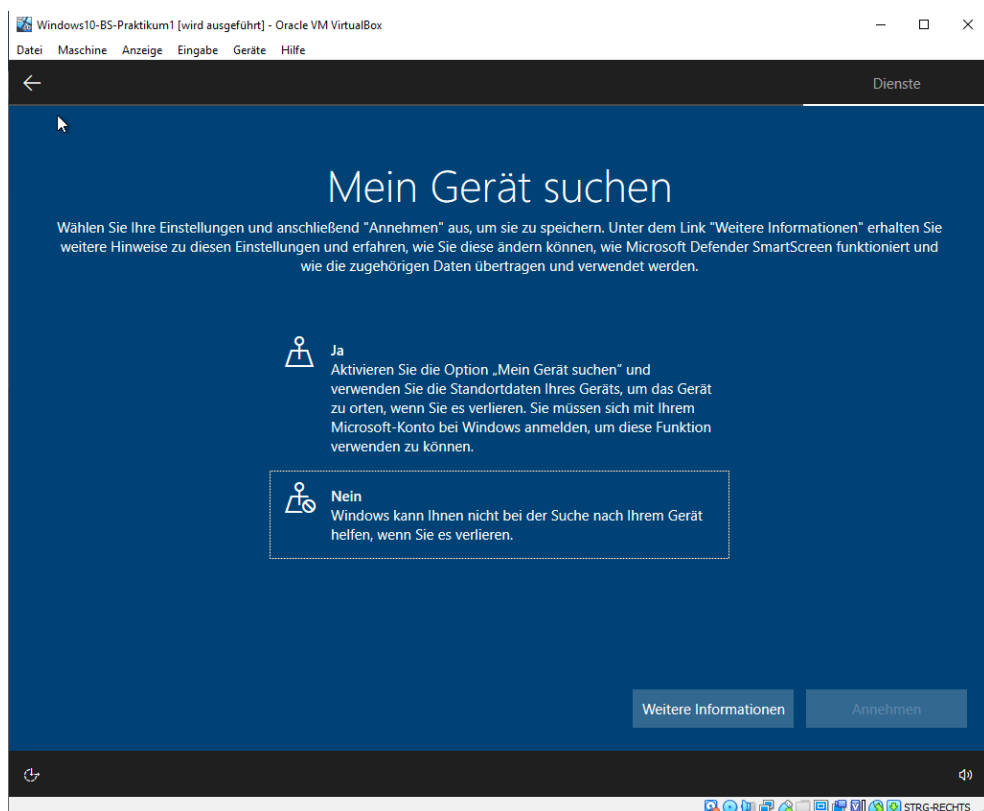 Windows10-BS-Praktikum1 [wird ausgeführt] - Oracle VM VirtualBox
Datei Maschine Anzeige Eingabe Geräte Hilfe
Dienste
Mein Gerät suchen
Wählen Sie Ihre Einstellungen und anschließend "Annehmen" aus, um sie zu speichern. Unter dem Link "Weitere Informationen" erhalten Sie
weitere Hinweise zu diesen Einstellungen und erfahren, wie Sie diese ändern können, wie Microsoft Defender SmartScreen funktioniert und
wie die zugehörigen Daten übertragen und verwendet werden.
Ja
Aktivieren Sie die Option „Mein Gerät suchen" und
verwenden Sie die Standortdaten Ihres Geräts, um das Gerät
zu orten, wenn Sie es verlieren. Sie müssen sich mit Ihrem
Microsoft-Konto bei Windows anmelden, um diese Funktion
verwenden zu können.
Nein
Windows kann Ihnen nicht bei der Suche nach Ihrem Gerät
helfen, wenn Sie es verlieren.
Weitere Informationen
Annehmen
STRG-RECHTS